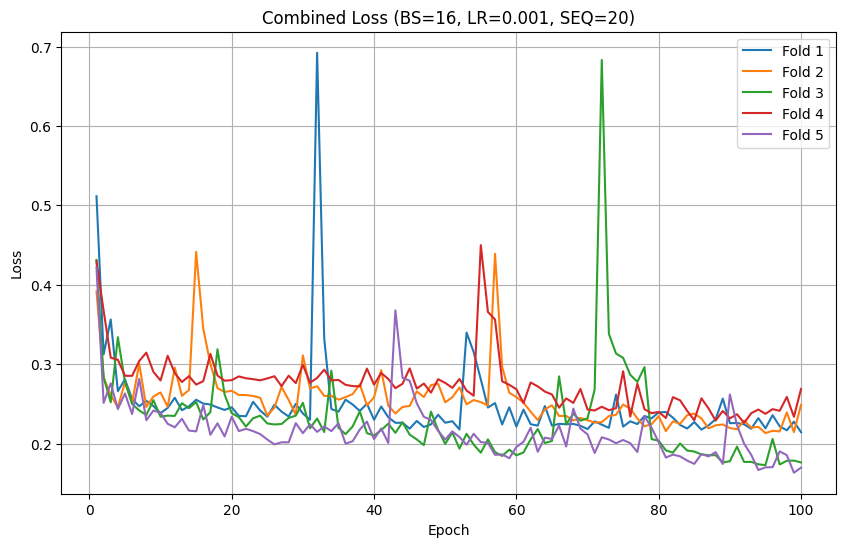 Combined Loss (BS=16, LR=0.001, SEQ=20)
0.7
0.6
0.5
0.4
0.3
0.2
Loss
0
20
40
60
80
100
Epoch
Fold 1
Fold 2
Fold 3
Fold 4
Fold 5